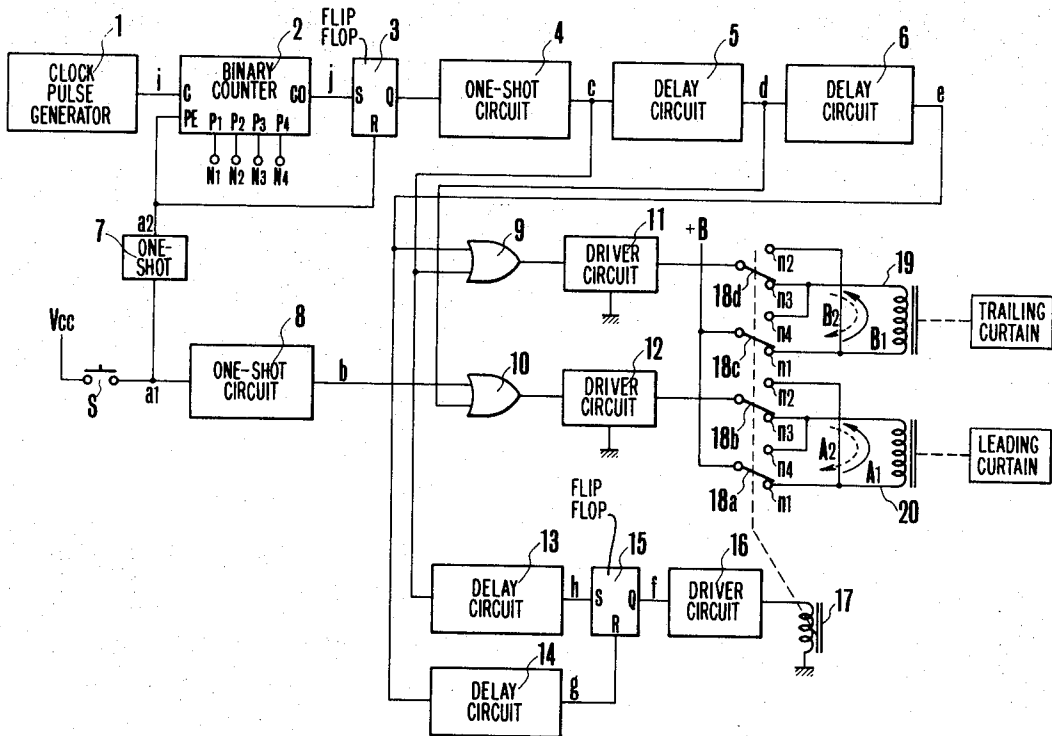 FLIP
FLOP
1
2
3
4
5
6
CLOCK
PULSE
GENERATOR
i
BINARY
COUNTER
C
CO
PE
P1 P2 P3 P4
N1 N2 N3 N4
j
S Q
R
ONE-SHOT
CIRCUIT
c
DELAY
CIRCUIT
d
DELAY
CIRCUIT
e
a2
7
ONE-
SHOT
9
11
DRIVER
CIRCUIT
+B
18d
n2
n3
n4
n1
18c
B2
B1
19
TRAILING
CURTAIN
Vcc
S
a1
8
ONE-SHOT
CIRCUIT
b
10
12
DRIVER
CIRCUIT
18b
n2
n3
n4
n1
18a
A2
A1
20
LEADING
CURTAIN
FLIP
FLOP
13
DELAY
CIRCUIT
h
15
S Q
R
f
16
DRIVER
CIRCUIT
17
14
DELAY
CIRCUIT
g